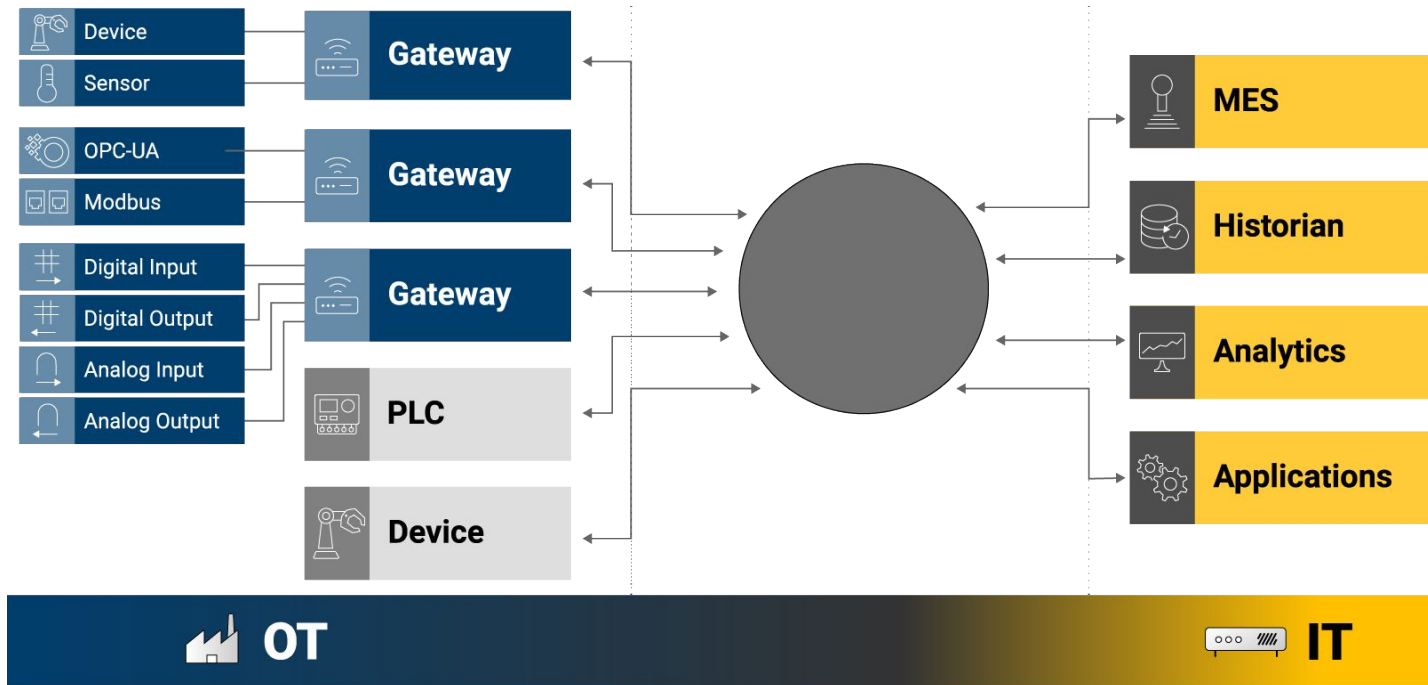 Device
Sensor
Gateway
OPC-UA
Modbus
Gateway
Digital Input
Digital Output
Analog Input
Analog Output
Gateway
PLC
Device
MES
Historian
Analytics
Applications
OT
IT